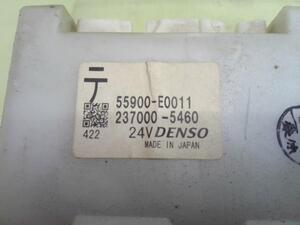 テ
55900-E0011
237000-5460
422
24V DENSO
MADE IN JAPAN